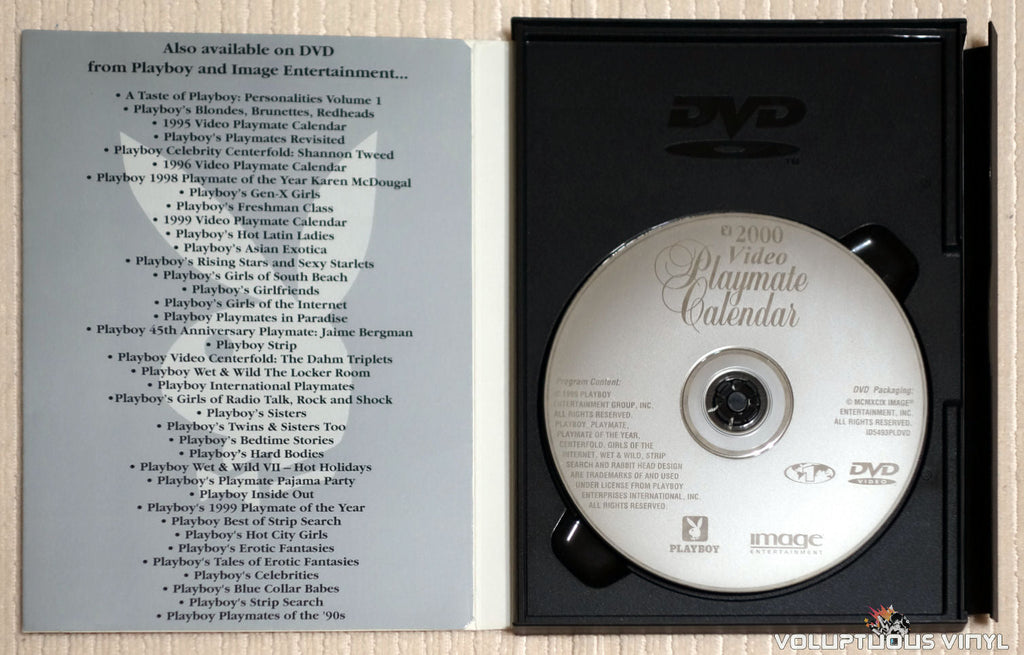 Also available on DVD
from Playboy and Image Entertainment...
• A Taste of Playboy: Personalities Volume 1
• Playboy's Blondes, Brunettes, Redheads
• 1995 Video Playmate Calendar
• Playboy's Playmates Revisited
• Playboy Celebrity Centerfold: Shannon Tweed
• 1996 Video Playmate Calendar
• Playboy 1998 Playmate of the Year Karen McDougal
• Playboy's Gen-X Girls
• Playboy's Freshman Class
• 1999 Video Playmate Calendar
• Playboy's Hot Latin Ladies
• Playboy's Asian Exotica
• Playboy's Rising Stars and Sexy Starlets
• Playboy's Girls of South Beach
• Playboy's Girlfriends
• Playboy's Girls of the Internet
• Playboy Playmates in Paradise
• Playboy 45th Anniversary Playmate: Jaime Bergman
• Playboy Strip
• Playboy Video Centerfold: The Dahm Triplets
• Playboy Wet & Wild The Locker Room
• Playboy International Playmates
•Playboy's Girls of Radio Talk, Rock and Shock
• Playboy's Sisters
• Playboy's Twins & Sisters Too
• Playboy's Bedtime Stories
• Playboy's Hard Bodies
• Playboy Wet & Wild VII – Hot Holidays
• Playboy's Playmate Pajama Party
• Playboy Inside Out
• Playboy's 1999 Playmate of the Year
• Playboy Best of Strip Search
• Playboy's Hot City Girls
• Playboy's Erotic Fantasies
• Playboy's Tales of Erotic Fantasies
• Playboy's Celebrities
• Playboy's Blue Collar Babes
• Playboy's Strip Search
• Playboy Playmates of the '90s
DVD
TM
2000
Video
Playmate
Calendar
Program Content:
© 1999 PLAYBOY
ENTERTAINMENT GROUP, INC.
ALL RIGHTS RESERVED.
PLAYBOY, PLAYMATE,
PLAYMATE OF THE YEAR,
CENTERFOLD, GIRLS OF THE
INTERNET, WET & WILD, STRIP
SEARCH AND RABBIT HEAD DESIGN
ARE TRADEMARKS OF AND USED
UNDER LICENSE FROM PLAYBOY
ENTERPRISES INTERNATIONAL, INC.
ALL RIGHTS RESERVED.
DVD Packaging:
© MCMXCIX IMAGE®
ENTERTAINMENT, INC.
ALL RIGHTS RESERVED.
ID5493PLDVD
DVD
VIDEO
PLAYBOY
image
ENTERTAINMENT
VOLUPTUOUS VINYL